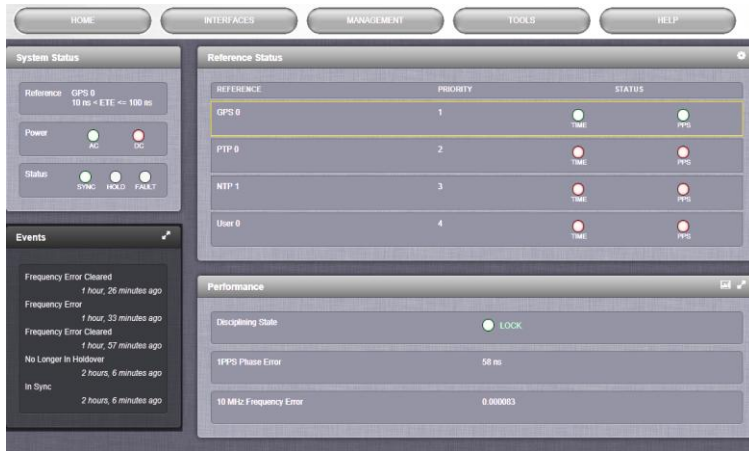 HOME INTERFACES MANAGEMENT TOOLS HELP
System Status
Reference GPS 0
10 ns < ETE <= 100 ns
Power
AC DC
Status
SYNC HOLD FAULT
Events
Frequency Error Cleared
1 hour, 26 minutes ago
Frequency Error
1 hour, 33 minutes ago
Frequency Error Cleared
1 hour, 57 minutes ago
No Longer In Holdover
2 hours, 6 minutes ago
In Sync
2 hours, 6 minutes ago
Reference Status
REFERENCE PRIORITY STATUS
GPS 0 1
TIME PPS
PTP 0 2
TIME PPS
NTP 1 3
TIME PPS
User 0 4
TIME PPS
Performance
Disciplining State LOCK
1PPS Phase Error 58 ns
10 MHz Frequency Error 0.000083